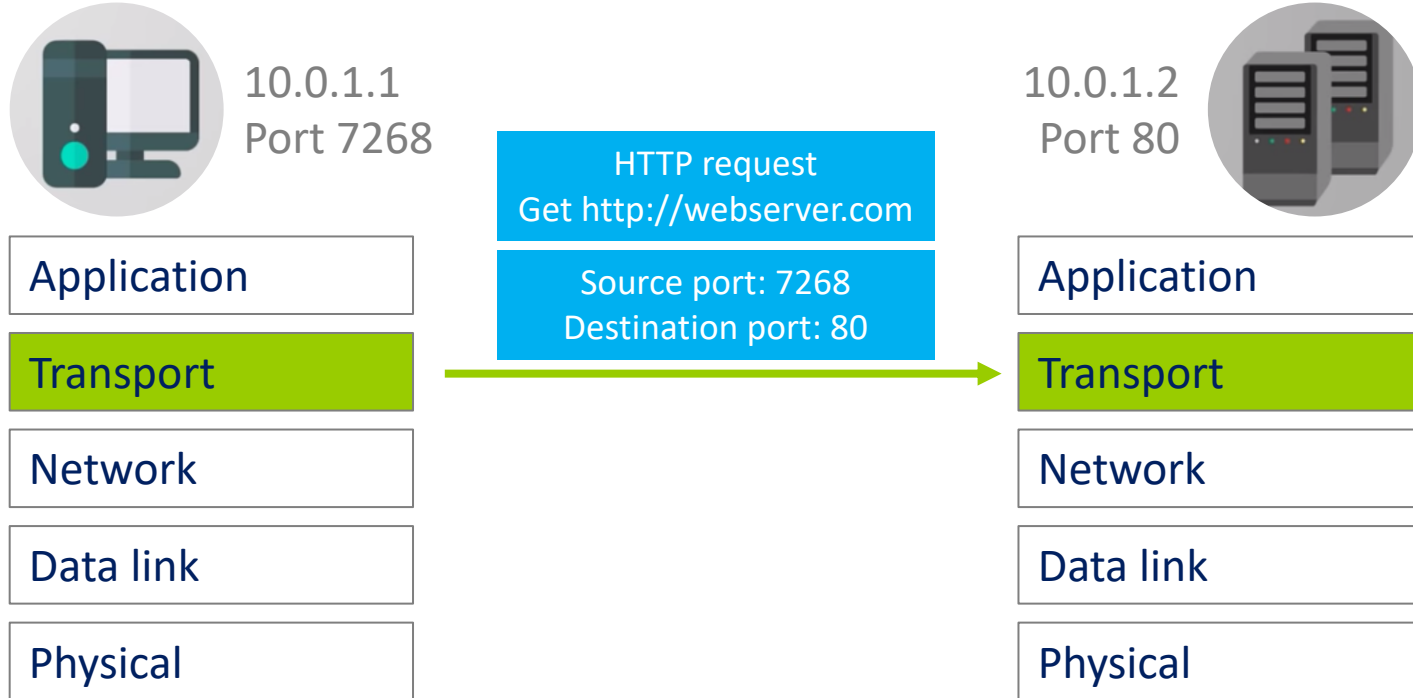 10.0.1.1
Port 7268
10.0.1.2
Port 80
HTTP request
Get http://webserver.com
Source port: 7268
Destination port: 80
Application
Transport
Network
Data link
Physical
Application
Transport
Network
Data link
Physical